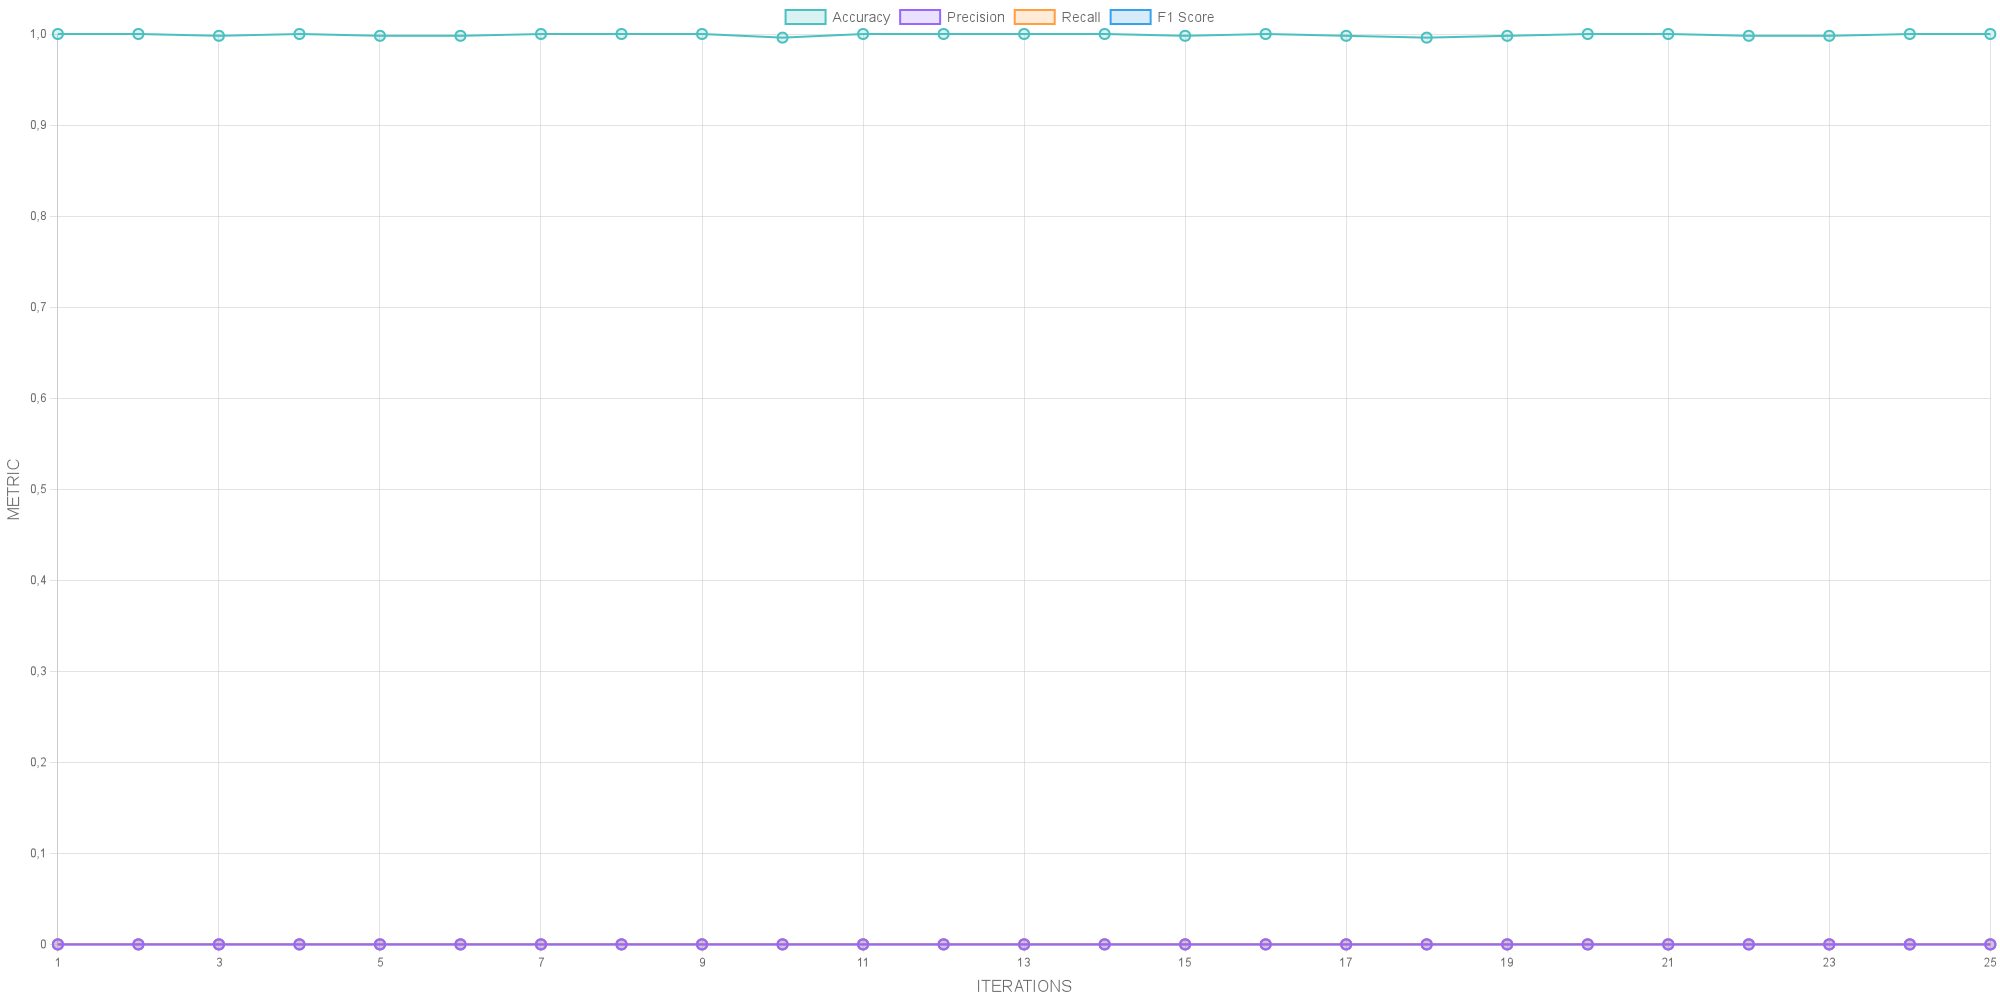 Accuracy Precision Recall F1 Score
1,0
0,9
0,8
0,7
0,6
0,5
0,4
0,3
0,2
0,1
0
METRIC
1 3 5 7 9 11 13 15 17 19 21 23 25
ITERATIONS